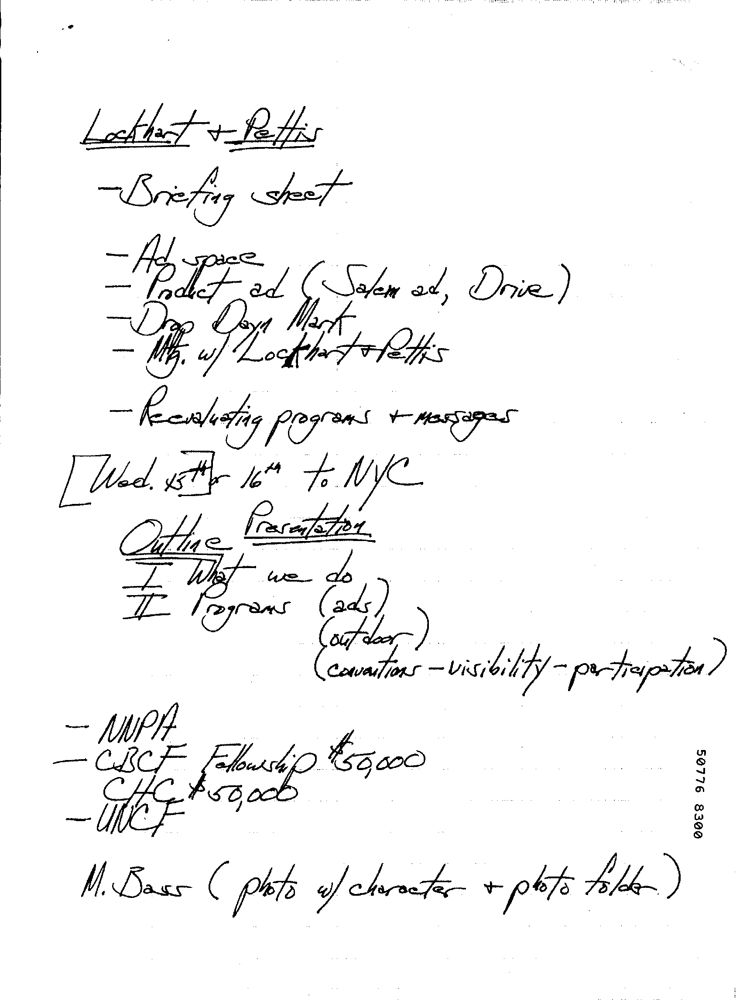 Lockhart + Pettis
- Briefing sheet
- Ad space
- Product ad (Salem ad, Drive)
- Drop Dayn Mark
- Mtg. w/ Lockhart + Pettis
- Reevaluating programs + messages
[Wed. 15th] or 16th to NYC
Outline Presentation
I What we do
II Programs (ads)
(outdoor)
(conventions - visibility - participation)
- NNPA
- CBCF Fellowship $50,000
CHC $50,000
- UNCF
M. Bass ( photo w/ character + photo folder )
50776 8300